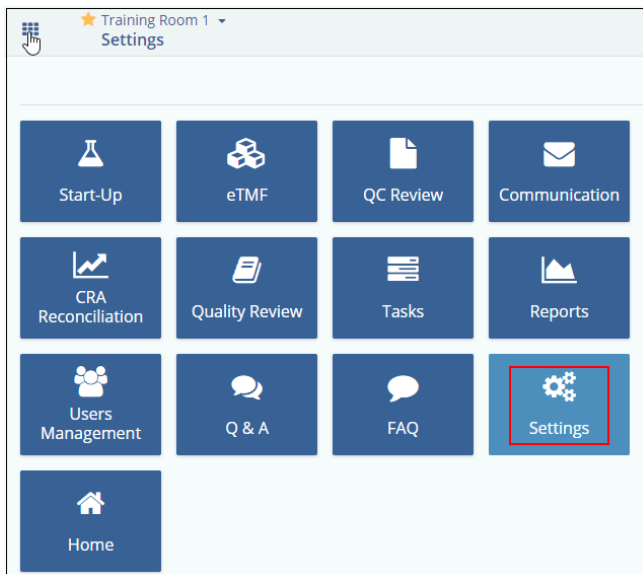 Training Room 1
Settings
Start-Up
eTMF
QC Review
Communication
CRA
Reconciliation
Quality Review
Tasks
Reports
Users
Management
Q & A
FAQ
Settings
Home